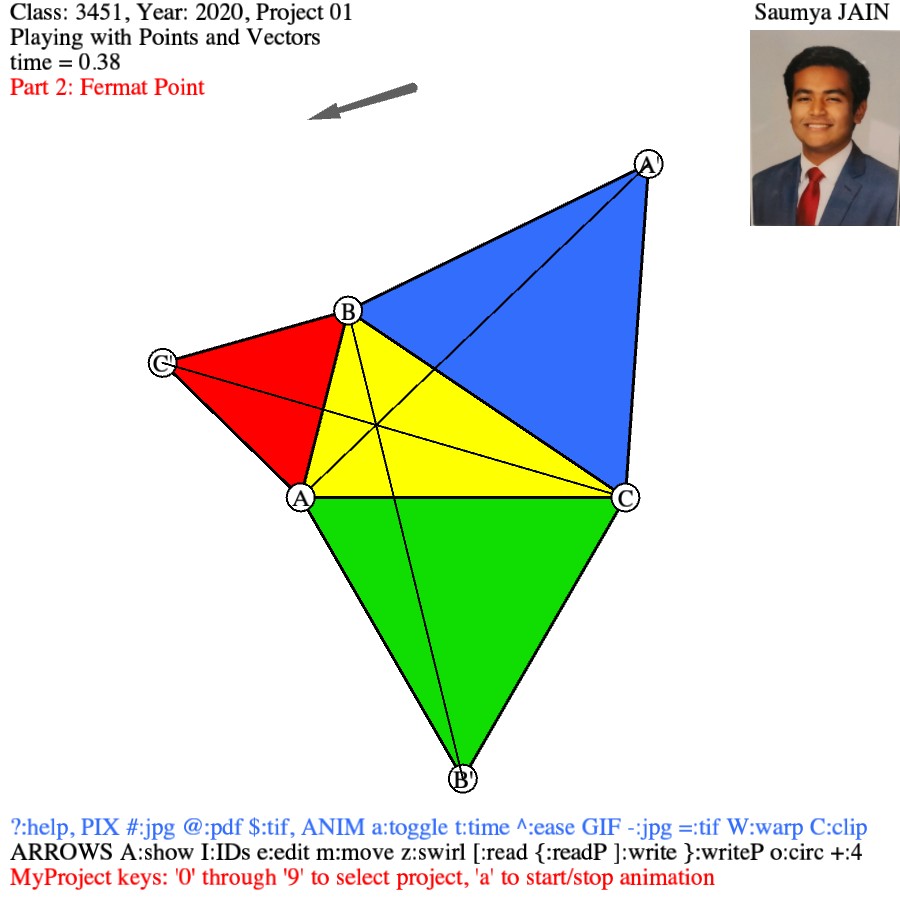 Class: 3451, Year: 2020, Project 01
Saumya JAIN
Playing with Points and Vectors
time = 0.38
Part 2: Fermat Point
A'
B
C'
A
C
B'
?:help, PIX #:jpg @:pdf $:tif, ANIM a:toggle t:time ^:ease GIF -:jpg =:tif W:warp C:clip
ARROWS A:show I:IDs e:edit m:move z:swirl [:read {:readP ]:write }:writeP o:circ +:4
MyProject keys: '0' through '9' to select project, 'a' to start/stop animation